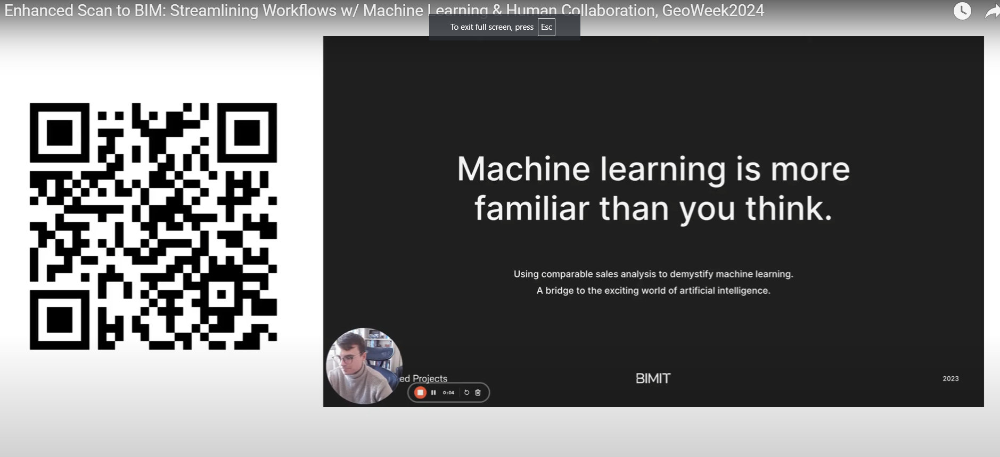 Enhanced Scan to BIM: Streamlining Workflows w/ Machine Learning & Human Collaboration, GeoWeek2024
To exit full screen, press Esc
Machine learning is more
familiar than you think.
Using comparable sales analysis to demystify machine learning.
A bridge to the exciting world of artificial intelligence.
ed Projects
BIMIT
2023
0:04